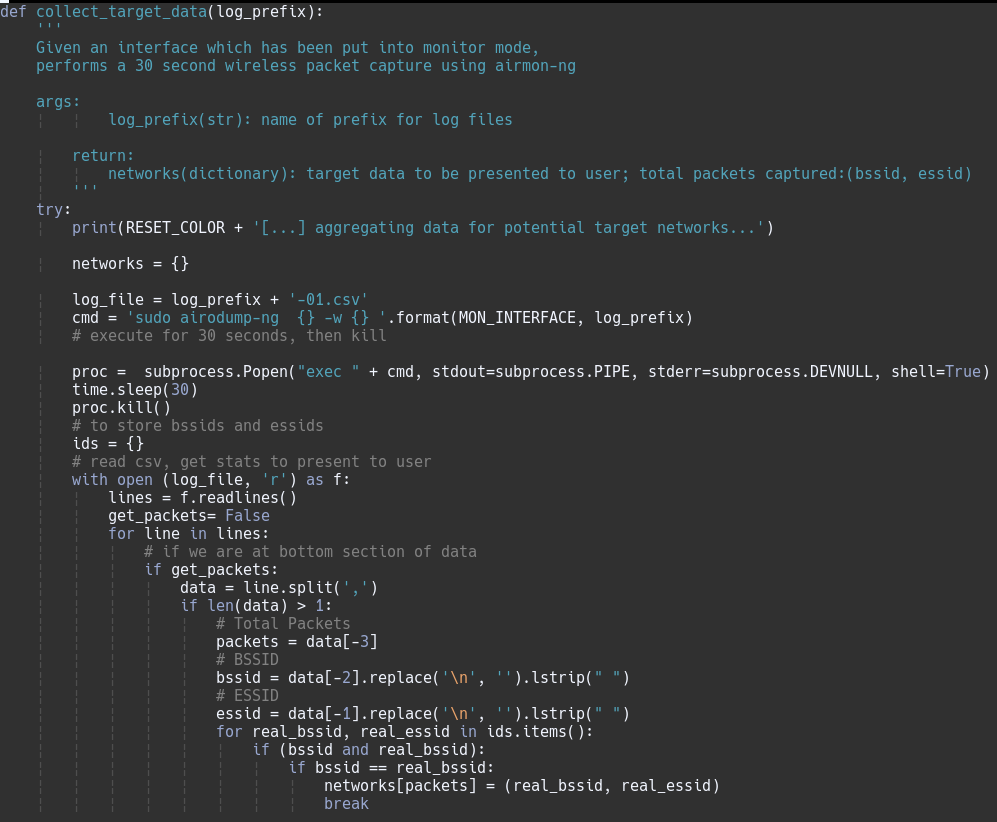 def collect_target_data(log_prefix):
    '''
    Given an interface which has been put into monitor mode,
    performs a 30 second wireless packet capture using airmon-ng

    args:
            log_prefix(str): name of prefix for log files

        return:
            networks(dictionary): target data to be presented to user; total packets captured:(bssid, essid)
        '''
    try:
        print(RESET_COLOR + '[...] aggregating data for potential target networks...')

        networks = {}

        log_file = log_prefix + '-01.csv'
        cmd = 'sudo airodump-ng  {} -w {} '.format(MON_INTERFACE, log_prefix)
        # execute for 30 seconds, then kill

        proc =  subprocess.Popen("exec " + cmd, stdout=subprocess.PIPE, stderr=subprocess.DEVNULL, shell=True)
        time.sleep(30)
        proc.kill()
        # to store bssids and essids
        ids = {}
        # read csv, get stats to present to user
        with open (log_file, 'r') as f:
            lines = f.readlines()
            get_packets= False
            for line in lines:
                # if we are at bottom section of data
                if get_packets:
                    data = line.split(',')
                    if len(data) > 1:
                        # Total Packets
                        packets = data[-3]
                        # BSSID
                        bssid = data[-2].replace('\n', '').lstrip(" ")
                        # ESSID
                        essid = data[-1].replace('\n', '').lstrip(" ")
                        for real_bssid, real_essid in ids.items():
                            if (bssid and real_bssid):
                                if bssid == real_bssid:
                                    networks[packets] = (real_bssid, real_essid)
                                    break